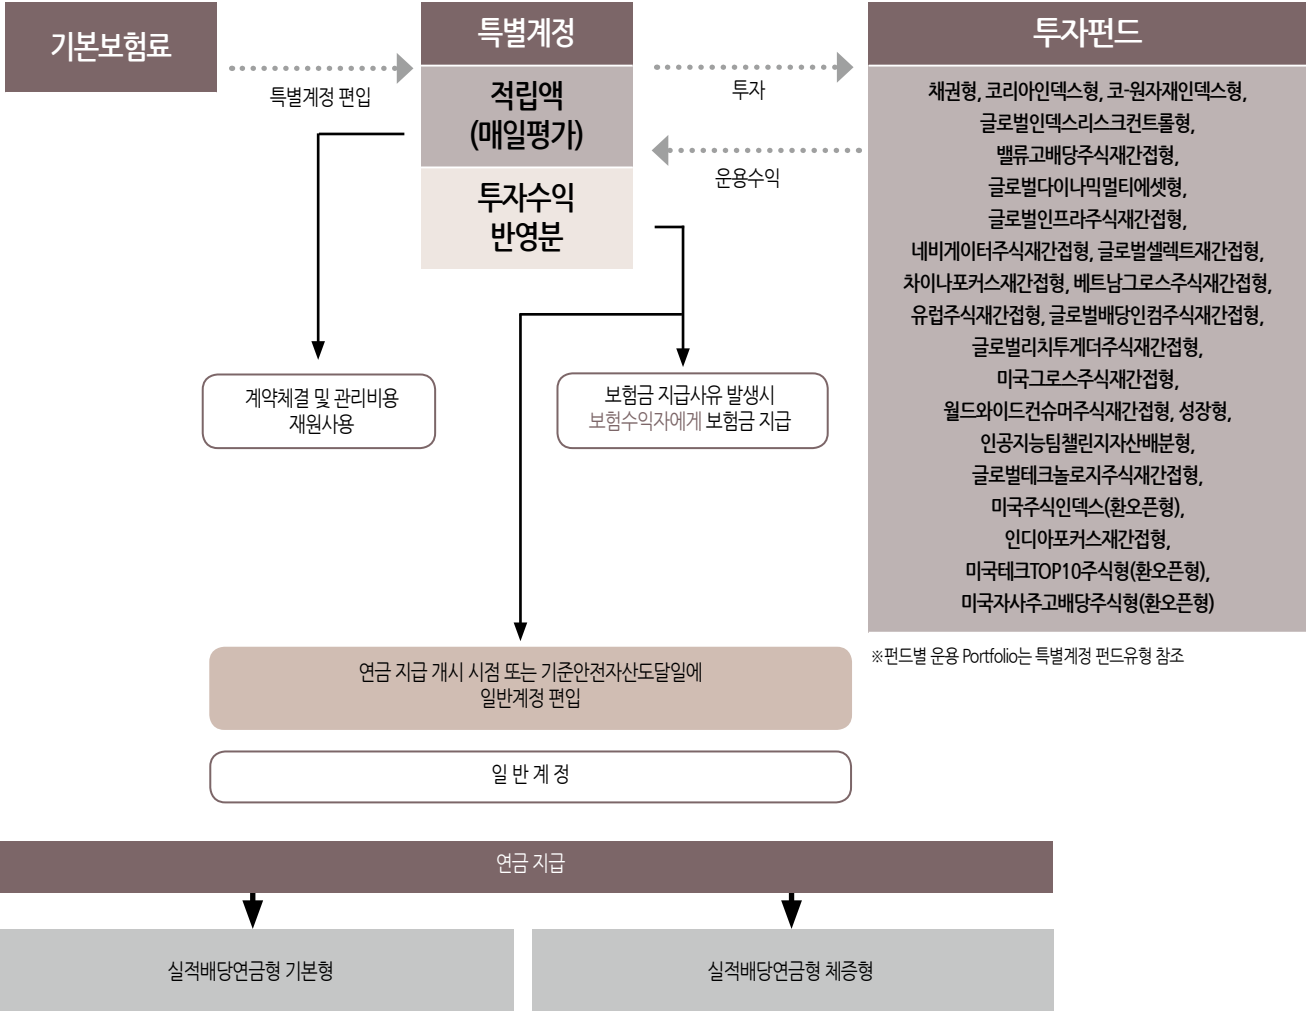 기본보험료
특별계정 편입
특별계정
적립액
(매일평가)
투자수익
반영분
투자
운용수익
투자펀드
채권형, 코리아인덱스형, 코-원자재인덱스형,
글로벌인덱스리스크컨트롤형,
밸류고배당주식재간접형,
글로벌다이나믹멀티에셋형,
글로벌인프라주식재간접형,
네비게이터주식재간접형, 글로벌셀렉트재간접형,
차이나포커스재간접형, 베트남그로스주식재간접형,
유럽주식재간접형, 글로벌배당인컴주식재간접형,
글로벌리치투게더주식재간접형,
미국그로스주식재간접형,
월드와이드컨슈머주식재간접형, 성장형,
인공지능팀챌린지자산배분형,
글로벌테크놀로지주식재간접형,
미국주식인덱스(환오픈형),
인디아포커스재간접형,
미국테크TOP10주식형(환오픈형),
미국자사주고배당주식형(환오픈형)
※펀드별 운용 Portfolio는 특별계정 펀드유형 참조
계약체결 및 관리비용
재원사용
보험금 지급사유 발생시
보험수익자에게 보험금 지급
연금 지급 개시 시점 또는 기준안전자산도달일에
일반계정 편입
일 반 계 정
연금 지급
실적배당연금형 기본형
실적배당연금형 체증형